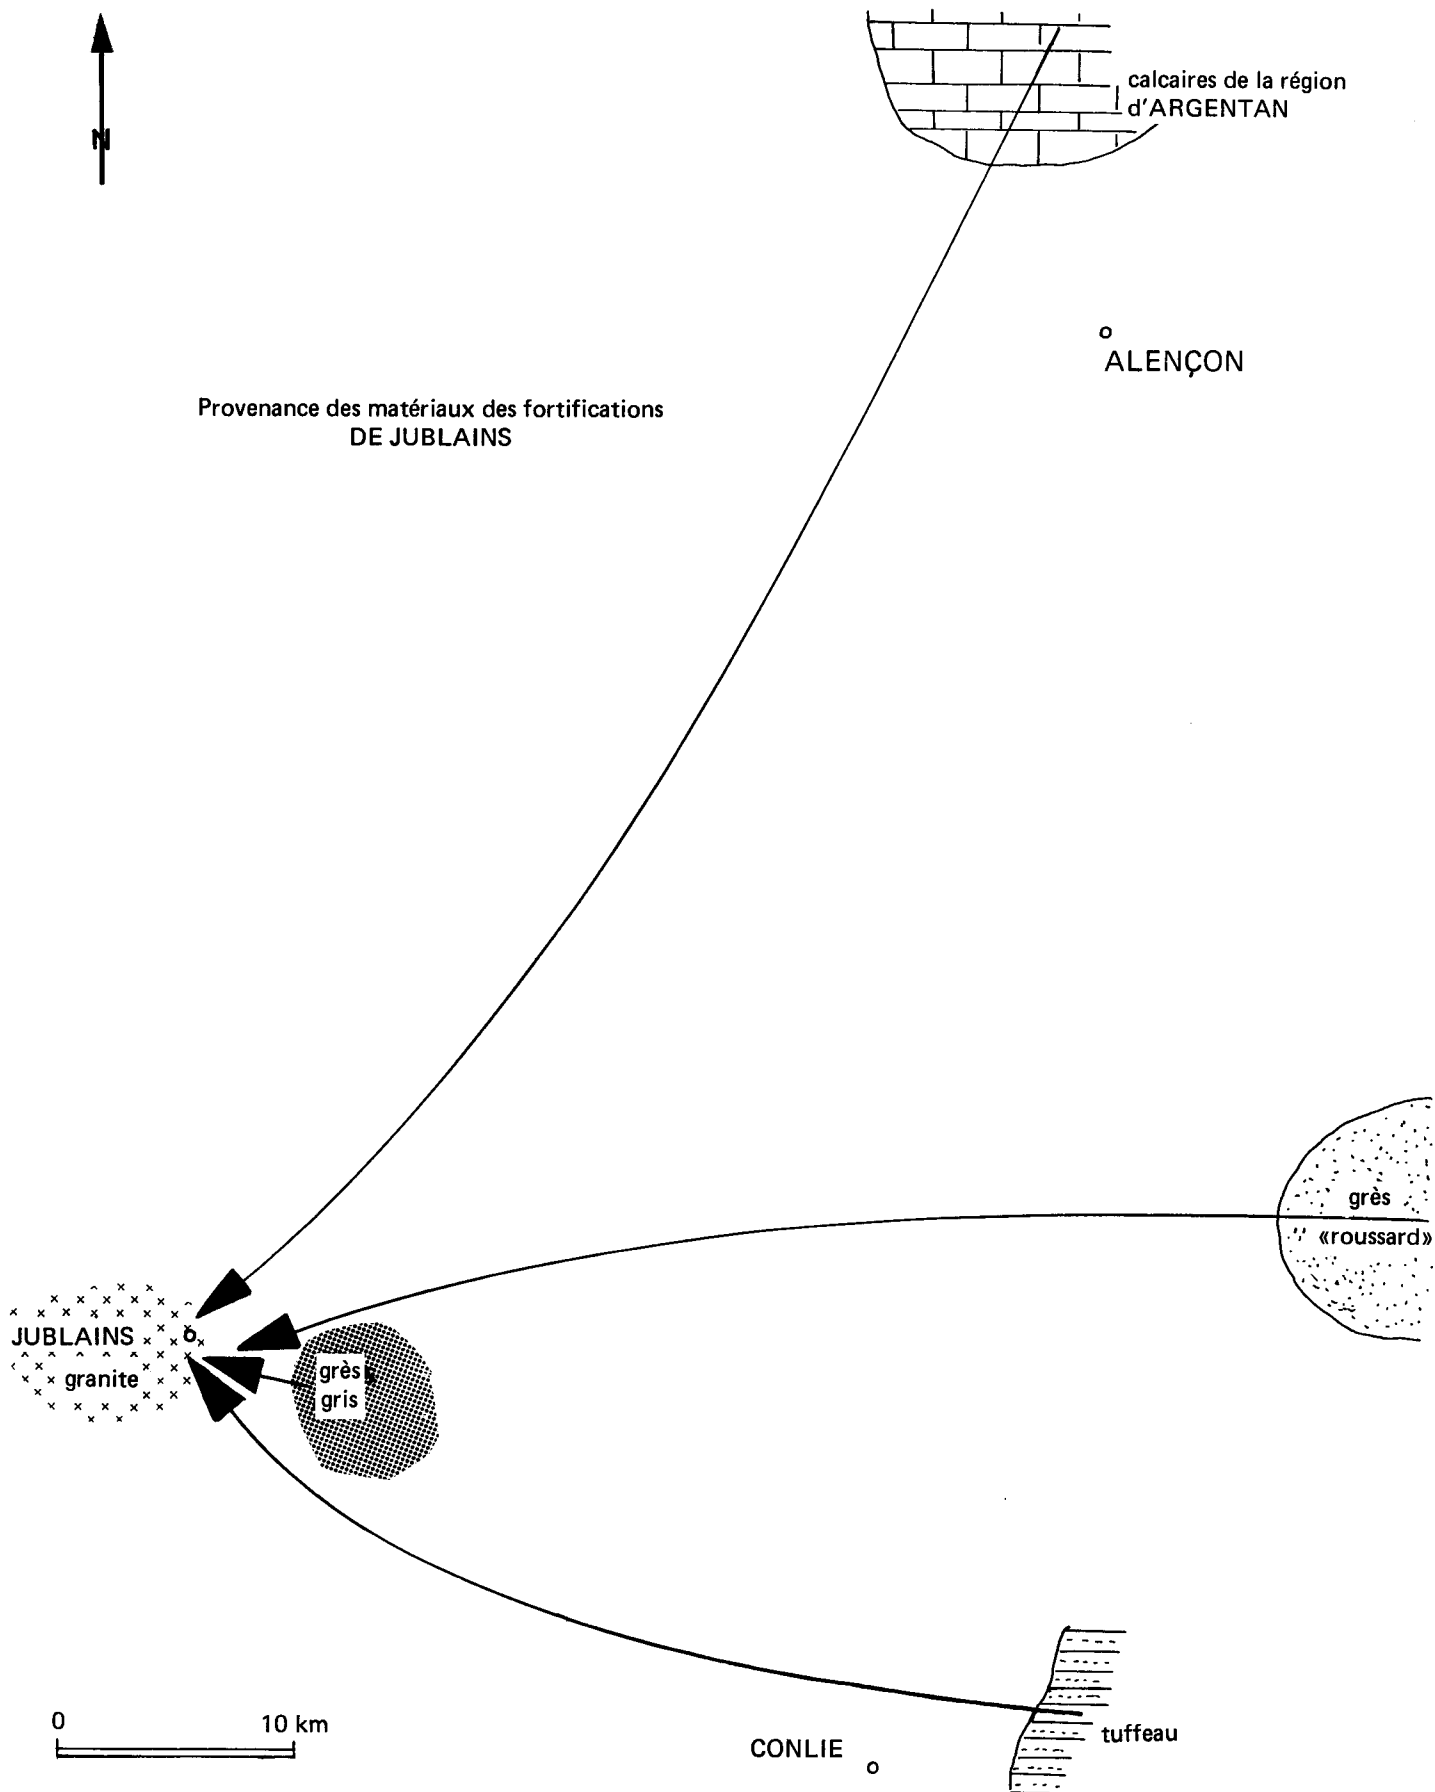 N
calcaires de la région
d'ARGENTAN
ALENÇON
Provenance des matériaux des fortifications
DE JUBLAINS
grès
«roussard»
JUBLAINS
granite
grès
gris
0 10 km
CONLIE
tuffeau